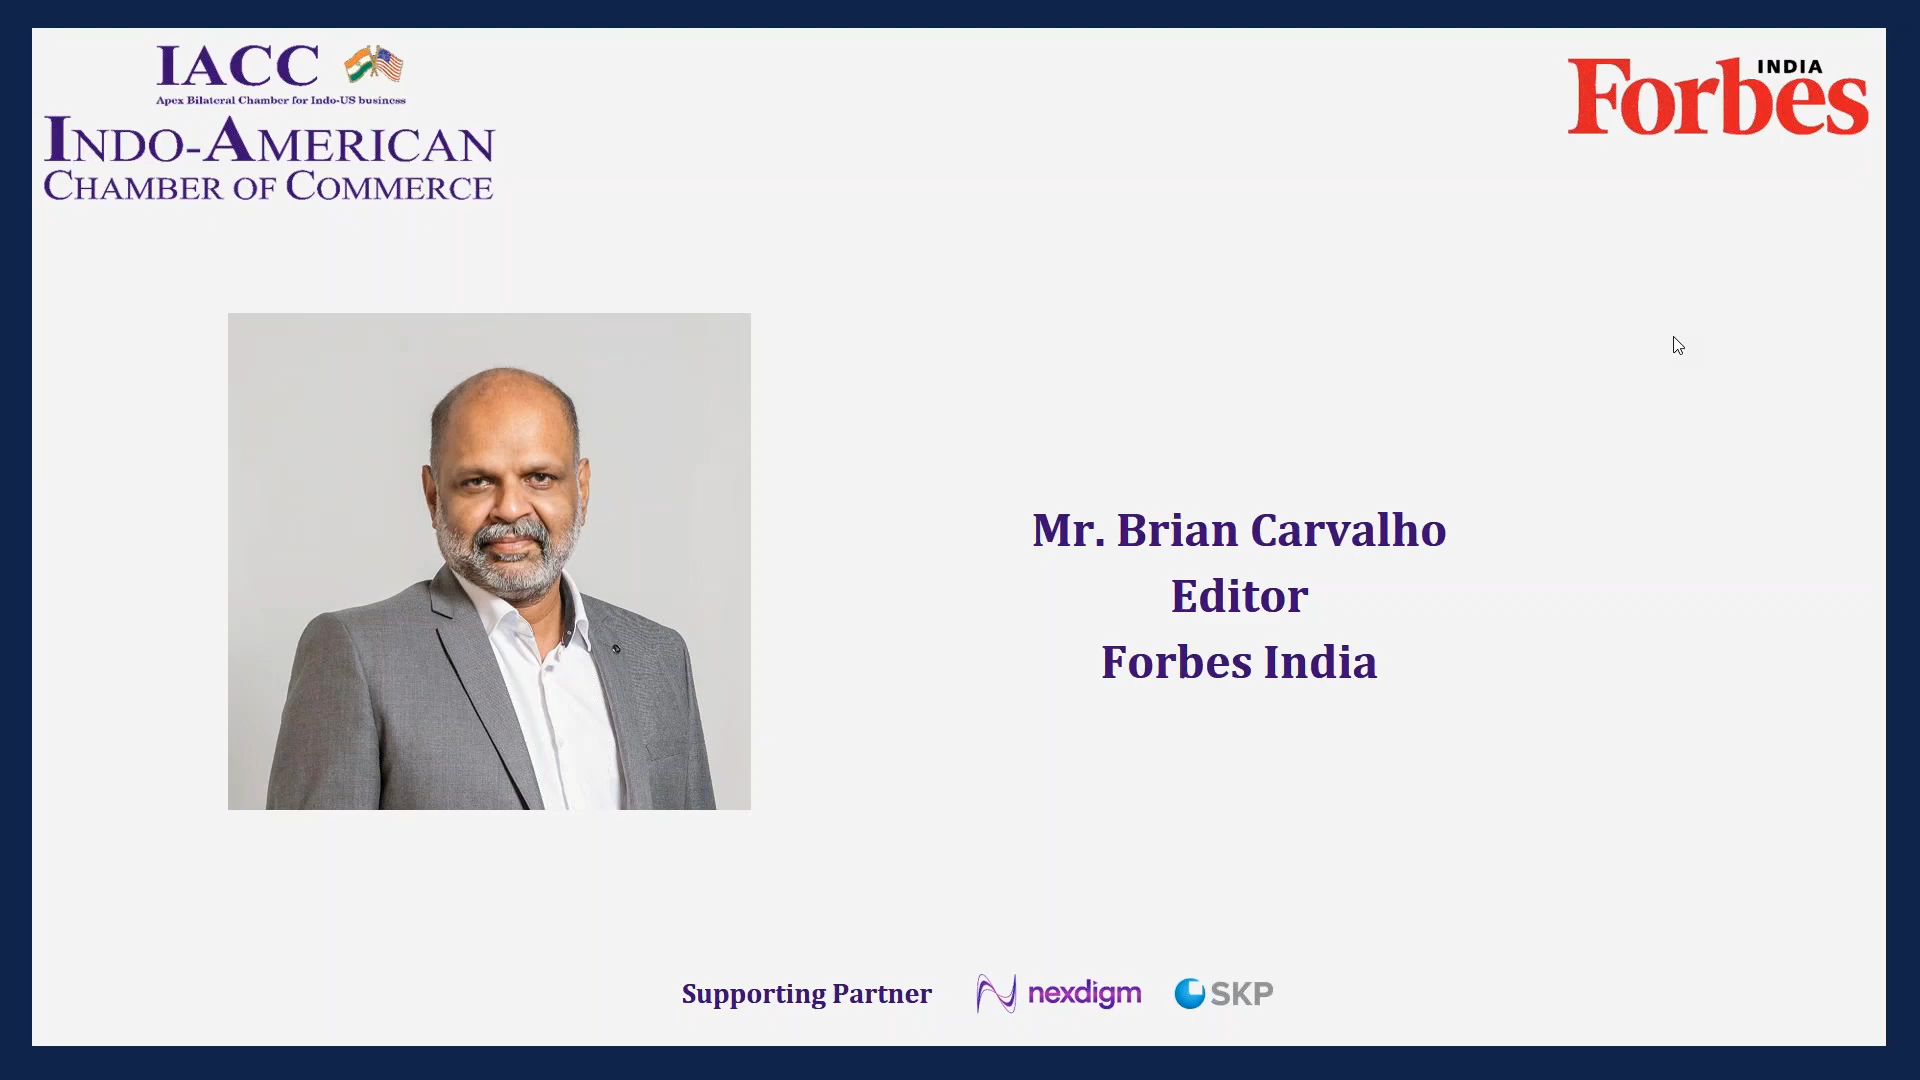 IACC
Apex Bilateral Chamber for Indo-US business
INDO-AMERICAN
CHAMBER OF COMMERCE
Forbes
INDIA
Mr. Brian Carvalho
Editor
Forbes India
Supporting Partner
nexdigm
SKP